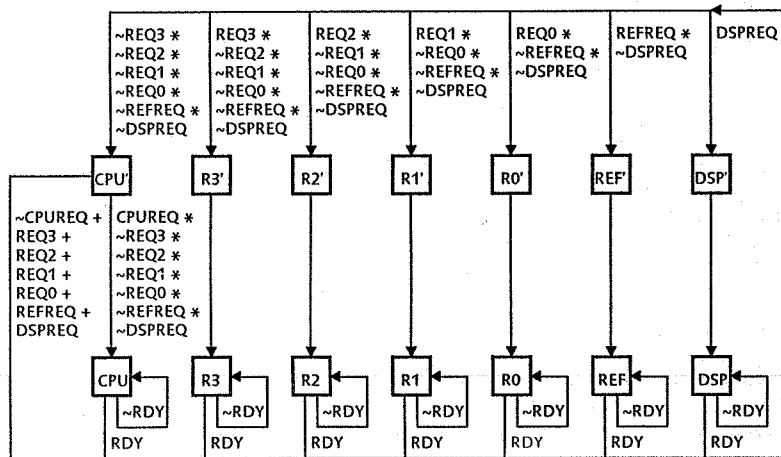 ~REQ3 *
~REQ2 *
~REQ1 *
~REQ0 *
~REFREQ *
~DSPREQ
REQ3 *
~REQ2 *
~REQ1 *
~REQ0 *
~REFREQ *
~DSPREQ
REQ2 *
~REQ1 *
~REQ0 *
~REFREQ *
~DSPREQ
REQ1 *
~REQ0 *
~REFREQ *
~DSPREQ
REQ0 *
~REFREQ *
~DSPREQ
REFREQ *
~DSPREQ
DSPREQ
CPU'
R3'
R2'
R1'
R0'
REF'
DSP'
~CPUREQ +
REQ3 +
REQ2 +
REQ1 +
REQ0 +
REFREQ +
DSPREQ
CPUREQ *
~REQ3 *
~REQ2 *
~REQ1 *
~REQ0 *
~REFREQ *
~DSPREQ
CPU
R3
R2
R1
R0
REF
DSP
~RDY
~RDY
~RDY
~RDY
~RDY
~RDY
~RDY
RDY
RDY
RDY
RDY
RDY
RDY
RDY